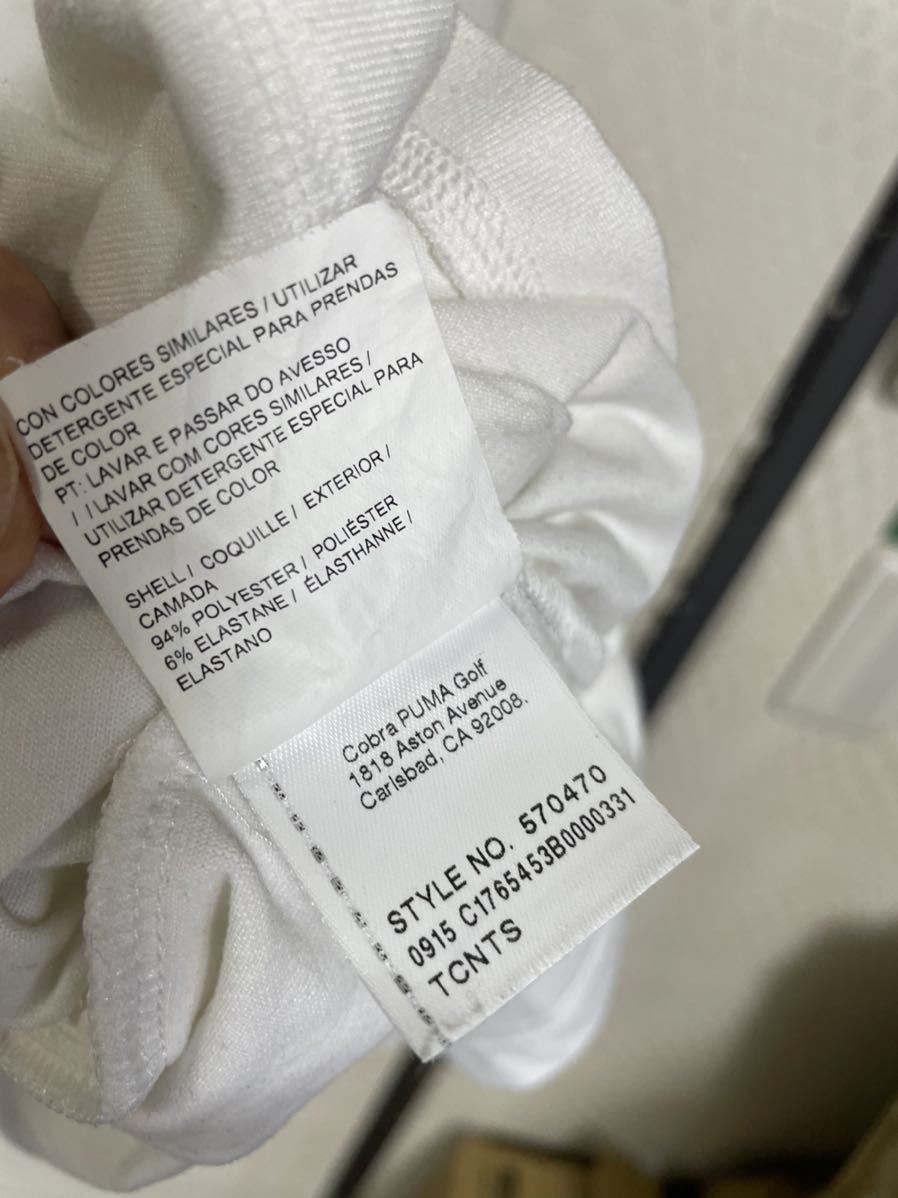 CON COLORES SIMILARES / UTILIZAR
DETERGENTE ESPECIAL PARA PRENDAS
DE COLOR
PT: LAVAR E PASSAR DO AVESSO
/ / LAVAR COM CORES SIMILARES /
UTILIZAR DETERGENTE ESPECIAL PARA
PRENDAS DE COLOR
SHELL / COQUILLE / EXTERIOR /
CAMADA
94% POLYESTER / POLIÉSTER
6% ELASTANE / ÉLASTHANNE /
ELASTANO
Cobra PUMA Golf
1818 Aston Avenue
Carlsbad, CA 92008.
STYLE NO. 570470
0915 C1765453B0000331
TCNTS